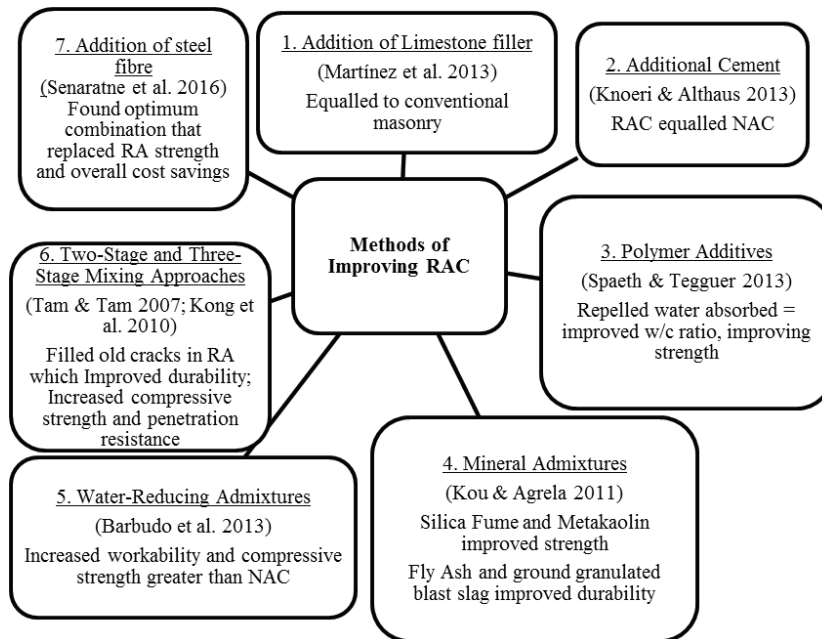 Methods of
Improving RAC
1. Addition of Limestone filler
(Martínez et al. 2013)
Equalled to conventional
masonry
2. Additional Cement
(Knoeri & Althaus 2013)
RAC equalled NAC
3. Polymer Additives
(Spaeth & Tegguer 2013)
Repelled water absorbed =
improved w/c ratio, improving
strength
4. Mineral Admixtures
(Kou & Agrela 2011)
Silica Fume and Metakaolin
improved strength
Fly Ash and ground granulated
blast slag improved durability
5. Water-Reducing Admixtures
(Barbudo et al. 2013)
Increased workability and compressive
strength greater than NAC
6. Two-Stage and Three-
Stage Mixing Approaches
(Tam & Tam 2007; Kong et
al. 2010)
Filled old cracks in RA
which Improved durability;
Increased compressive
strength and penetration
resistance
7. Addition of steel
fibre
(Senaratne et al. 2016)
Found optimum
combination that
replaced RA strength
and overall cost savings